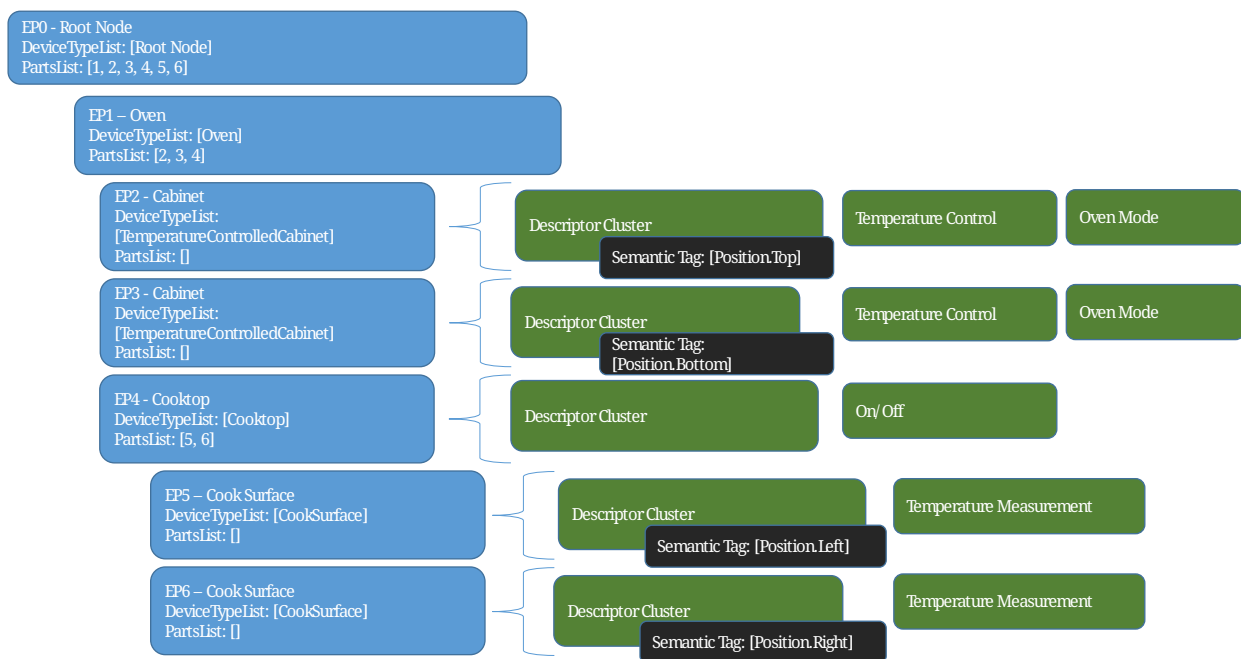 EP0 - Root Node
DeviceTypeList: [Root Node]
PartsList: [1, 2, 3, 4, 5, 6]
EP1 – Oven
DeviceTypeList: [Oven]
PartsList: [2, 3, 4]
EP2 - Cabinet
DeviceTypeList:
[TemperatureControlledCabinet]
PartsList: []
Descriptor Cluster
Semantic Tag: [Position.Top]
Temperature Control
Oven Mode
EP3 - Cabinet
DeviceTypeList:
[TemperatureControlledCabinet]
PartsList: []
Descriptor Cluster
Semantic Tag:
[Position.Bottom]
Temperature Control
Oven Mode
EP4 - Cooktop
DeviceTypeList: [Cooktop]
PartsList: [5, 6]
Descriptor Cluster
On/Off
EP5 – Cook Surface
DeviceTypeList: [CookSurface]
PartsList: []
Descriptor Cluster
Semantic Tag: [Position.Left]
Temperature Measurement
EP6 – Cook Surface
DeviceTypeList: [CookSurface]
PartsList: []
Descriptor Cluster
Semantic Tag: [Position.Right]
Temperature Measurement